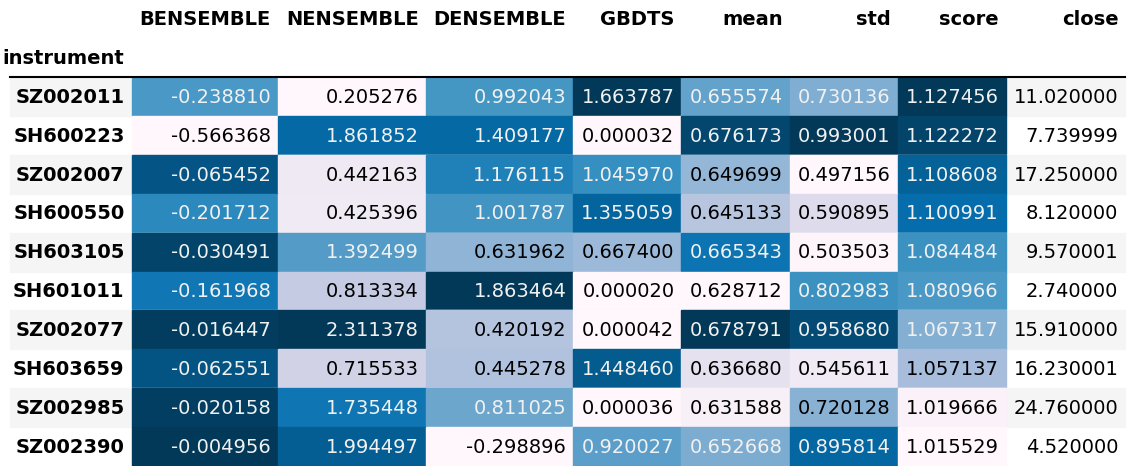 BENSEMBLE NENSEMBLE DENSEMBLE GBDTS mean std score close
instrument
SZ002011 -0.238810 0.205276 0.992043 1.663787 0.655574 0.730136 1.127456 11.020000
SH600223 -0.566368 1.861852 1.409177 0.000032 0.676173 0.993001 1.122272 7.739999
SZ002007 -0.065452 0.442163 1.176115 1.045970 0.649699 0.497156 1.108608 17.250000
SH600550 -0.201712 0.425396 1.001787 1.355059 0.645133 0.590895 1.100991 8.120000
SH603105 -0.030491 1.392499 0.631962 0.667400 0.665343 0.503503 1.084484 9.570001
SH601011 -0.161968 0.813334 1.863464 0.000020 0.628712 0.802983 1.080966 2.740000
SZ002077 -0.016447 2.311378 0.420192 0.000042 0.678791 0.958680 1.067317 15.910000
SH603659 -0.062551 0.715533 0.445278 1.448460 0.636680 0.545611 1.057137 16.230001
SZ002985 -0.020158 1.735448 0.811025 0.000036 0.631588 0.720128 1.019666 24.760000
SZ002390 -0.004956 1.994497 -0.298896 0.920027 0.652668 0.895814 1.015529 4.520000